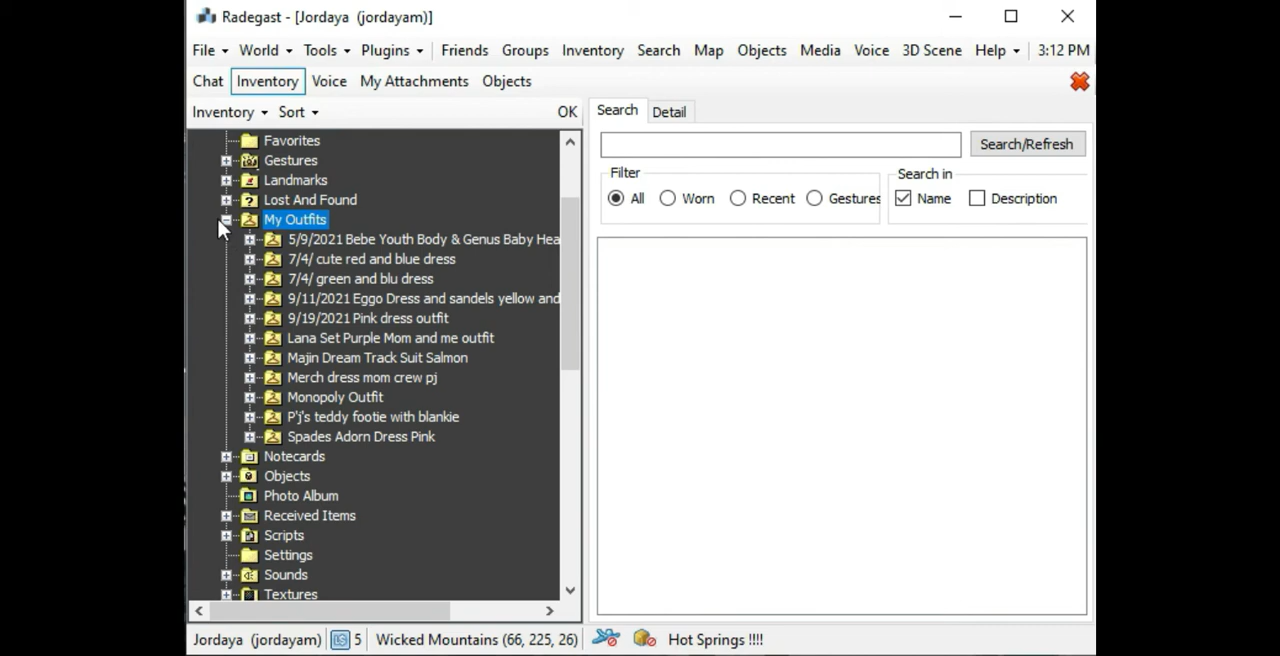 Radegast - [Jordaya (jordayam)]
File World Tools Plugins Friends Groups Inventory Search Map Objects Media Voice 3D Scene Help 3:12 PM
Chat Inventory Voice My Attachments Objects
Inventory Sort OK
Search Detail
Favorites
Gestures
Landmarks
Lost And Found
My Outfits
5/9/2021 Bebe Youth Body & Genus Baby Hea
7/4/ cute red and blue dress
7/4/ green and blu dress
9/11/2021 Eggo Dress and sandels yellow and
9/19/2021 Pink dress outfit
Lana Set Purple Mom and me outfit
Majin Dream Track Suit Salmon
Merch dress mom crew pj
Monopoly Outfit
P'j's teddy footie with blankie
Spades Adorn Dress Pink
Notecards
Objects
Photo Album
Received Items
Scripts
Settings
Sounds
Textures
Search/Refresh
Filter
All Worn Recent Gestures
Search in
Name Description
Jordaya (jordayam) L$ 5 Wicked Mountains (66, 225, 26) Hot Springs !!!!